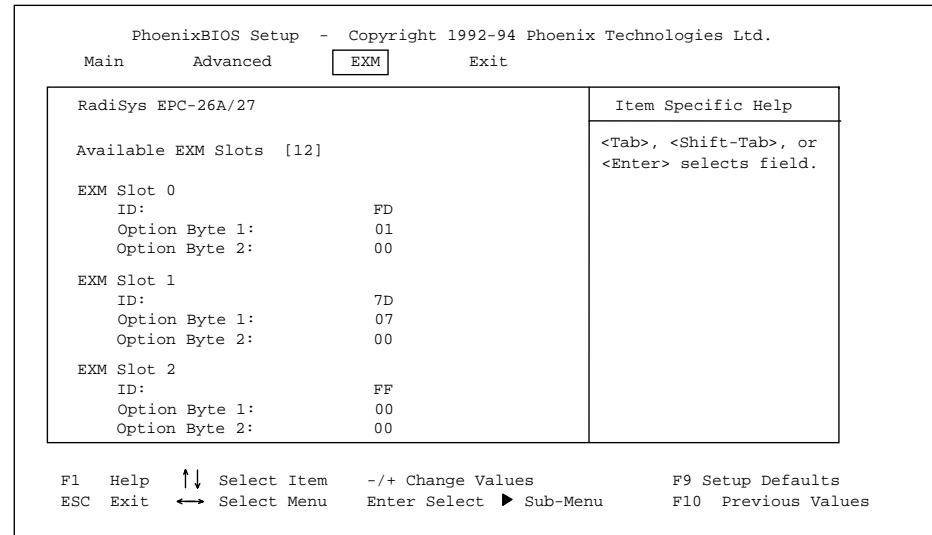 PhoenixBIOS Setup - Copyright 1992-94 Phoenix Technologies Ltd.
Main Advanced EXM Exit
RadiSys EPC-26A/27
Available EXM Slots [12]
EXM Slot 0
ID: FD
Option Byte 1: 01
Option Byte 2: 00
EXM Slot 1
ID: 7D
Option Byte 1: 07
Option Byte 2: 00
EXM Slot 2
ID: FF
Option Byte 1: 00
Option Byte 2: 00
Item Specific Help
<Tab>, <Shift-Tab>, or
<Enter> selects field.
F1 Help ↑↓ Select Item -/+ Change Values F9 Setup Defaults
ESC Exit ↔ Select Menu Enter Select ▶ Sub-Menu F10 Previous Values